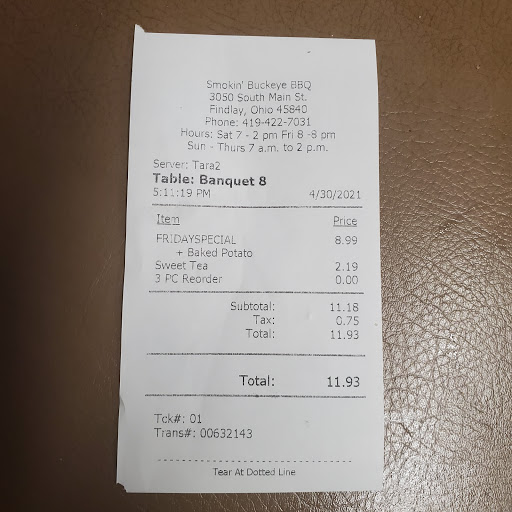 Smokin' Buckeye BBQ
3050 South Main St.
Findlay, Ohio 45840
Phone: 419-422-7031
Hours: Sat 7 - 2 pm Fri 8 -8 pm
Sun - Thurs 7 a.m. to 2 p.m.
Server: Tara2
Table: Banquet 8
5:11:19 PM 4/30/2021
Item Price
FRIDAYSPECIAL 8.99
+ Baked Potato
Sweet Tea 2.19
3 PC Reorder 0.00
Subtotal: 11.18
Tax: 0.75
Total: 11.93
Total: 11.93
Tck#: 01
Trans#: 00632143
Tear At Dotted Line